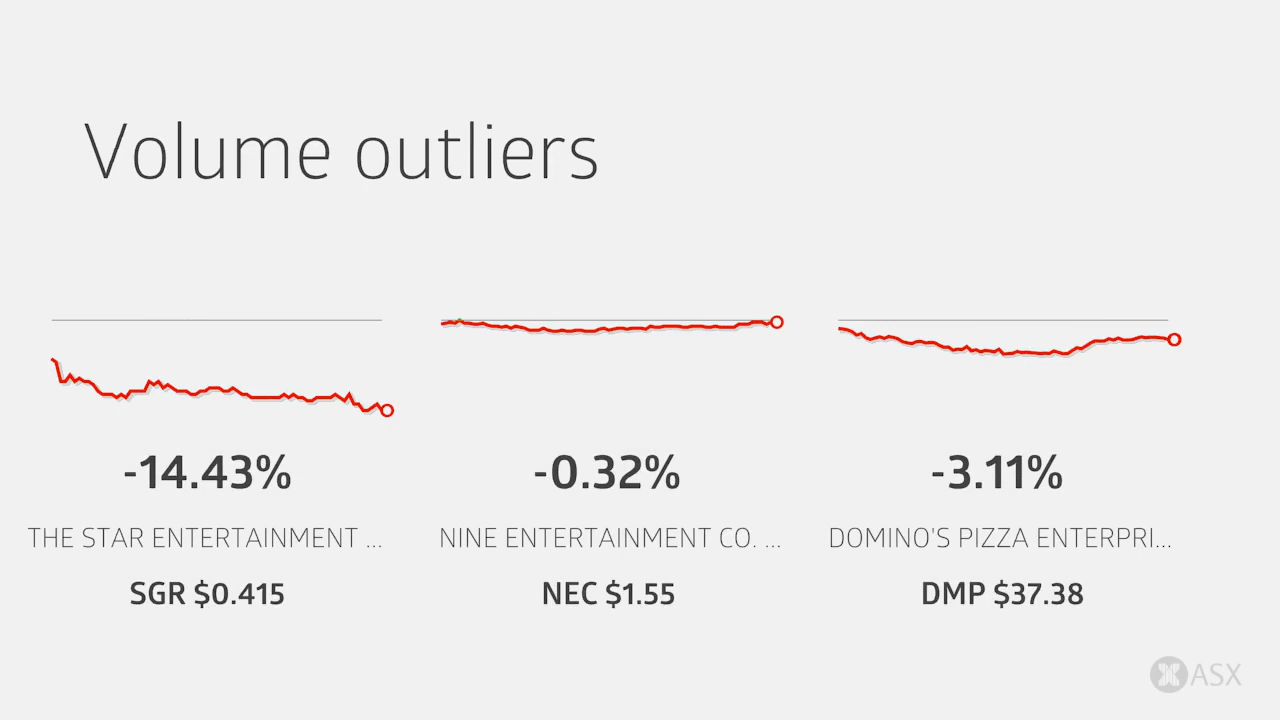 Volume outliers
-14.43%
-0.32%
-3.11%
THE STAR ENTERTAINMENT ...
NINE ENTERTAINMENT CO. ...
DOMINO'S PIZZA ENTERPRI...
SGR $0.415
NEC $1.55
DMP $37.38
ASX